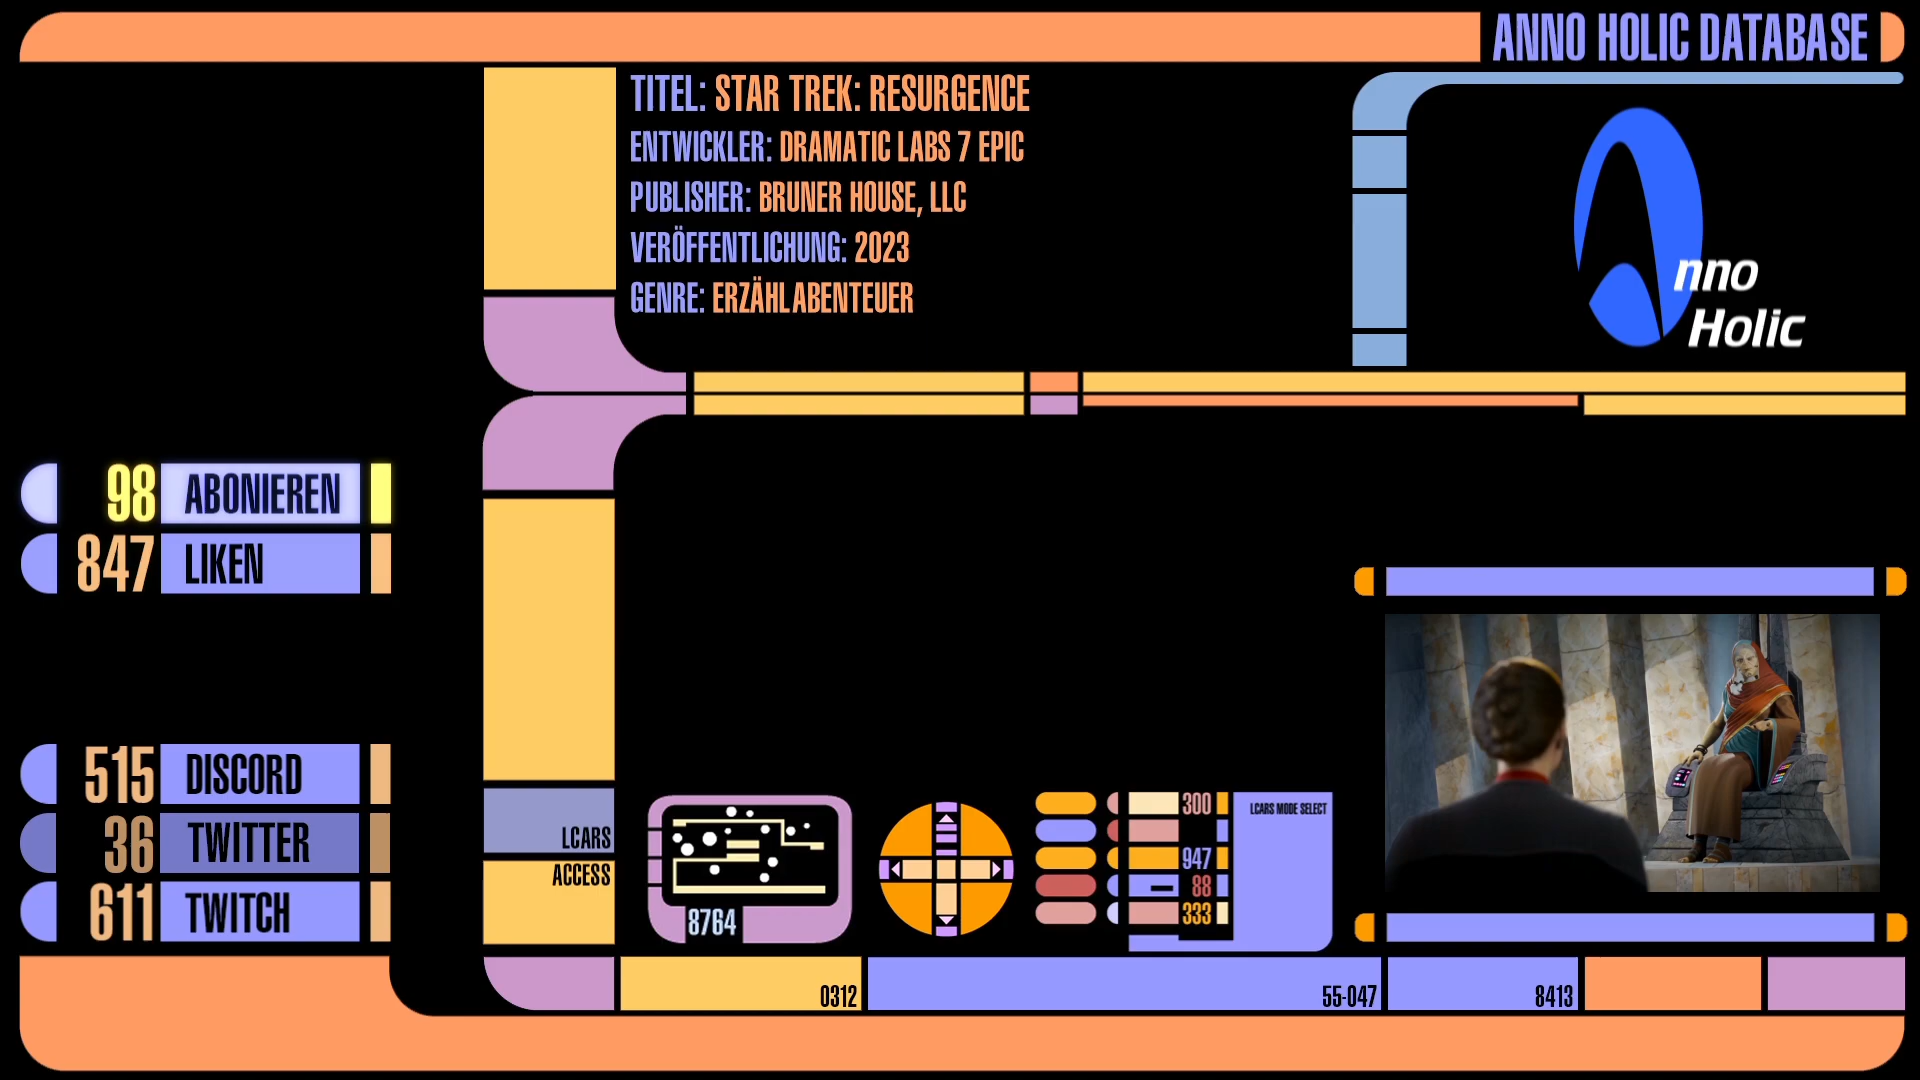 ANNO HOLIC DATABASE
TITEL: STAR TREK: RESURGENCE
ENTWICKLER: DRAMATIC LABS 7 EPIC
PUBLISHER: BRUNER HOUSE, LLC
VERÖFFENTLICHUNG: 2023
GENRE: ERZÄHLABENTEUER
nno
Holic
98 ABONIEREN
847 LIKEN
515 DISCORD
36 TWITTER
611 TWITCH
LCARS
ACCESS
8764
300
947
88
333
LCARS MODE SELECT
0312
55-047
8413